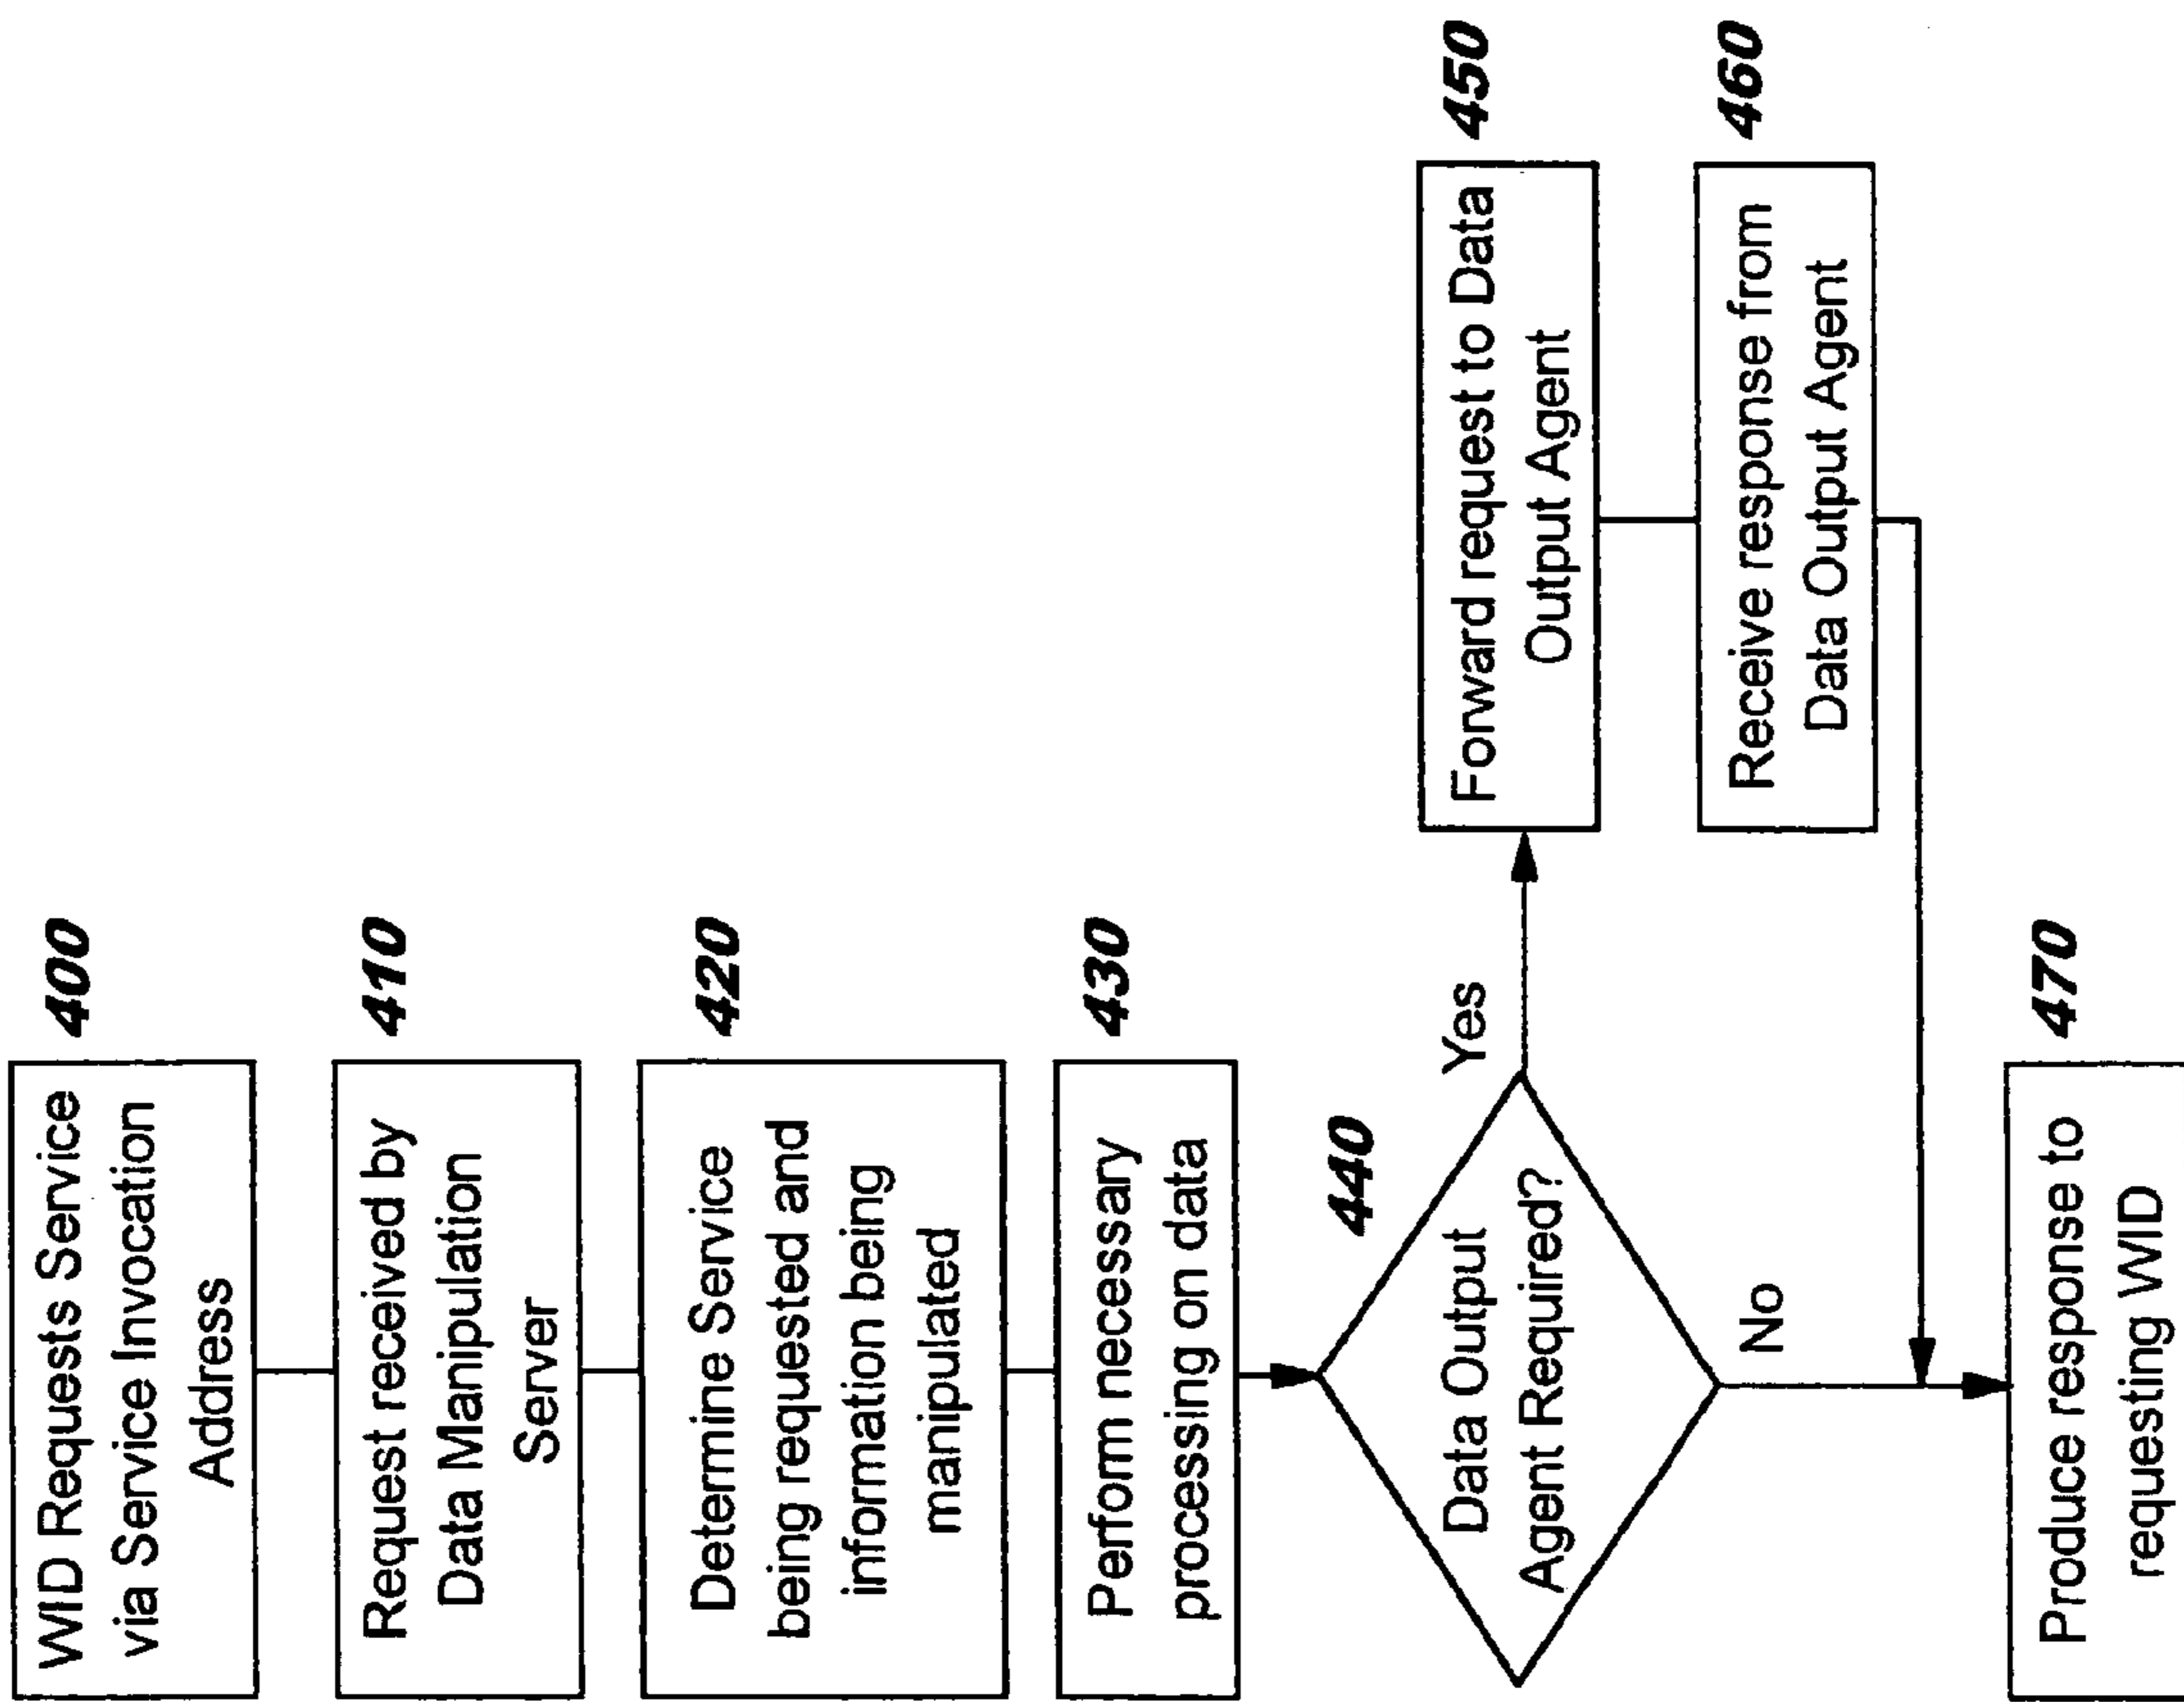 WID Requests Service
via Service Invocation
Address
400
Request received by
Data Manipulation
Server
410
Determine Service
being requested and
information being
manipulated
420
Perform necessary
processing on data
430
440
Data Output
Agent Required?
Yes
No
Forward request to Data
Output Agent
450
Receive response from
Data Output Agent
460
Produce response to
requesting WID
470